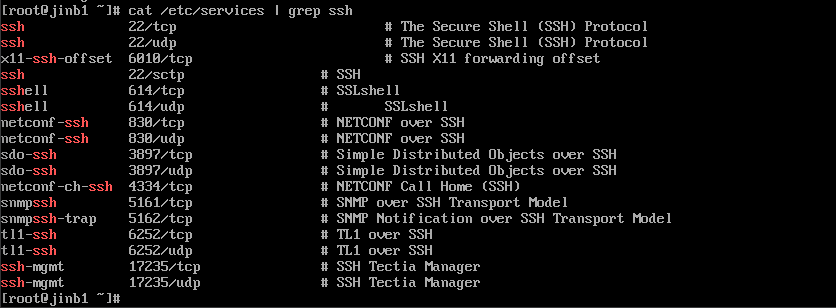 [root@jinb1 ~]# cat /etc/services | grep ssh
ssh             22/tcp                          # The Secure Shell (SSH) Protocol
ssh             22/udp                          # The Secure Shell (SSH) Protocol
x11-ssh-offset  6010/tcp                        # SSH X11 forwarding offset
ssh             22/sctp                 # SSH
sshell          614/tcp                 # SSLshell
sshell          614/udp                 #       SSLshell
netconf-ssh     830/tcp                 # NETCONF over SSH
netconf-ssh     830/udp                 # NETCONF over SSH
sdo-ssh         3897/tcp                # Simple Distributed Objects over SSH
sdo-ssh         3897/udp                # Simple Distributed Objects over SSH
netconf-ch-ssh  4334/tcp                # NETCONF Call Home (SSH)
snmpssh         5161/tcp                # SNMP over SSH Transport Model
snmpssh-trap    5162/tcp                # SNMP Notification over SSH Transport Model
tl1-ssh         6252/tcp                # TL1 over SSH
tl1-ssh         6252/udp                # TL1 over SSH
ssh-mgmt        17235/tcp               # SSH Tectia Manager
ssh-mgmt        17235/udp               # SSH Tectia Manager
[root@jinb1 ~]#